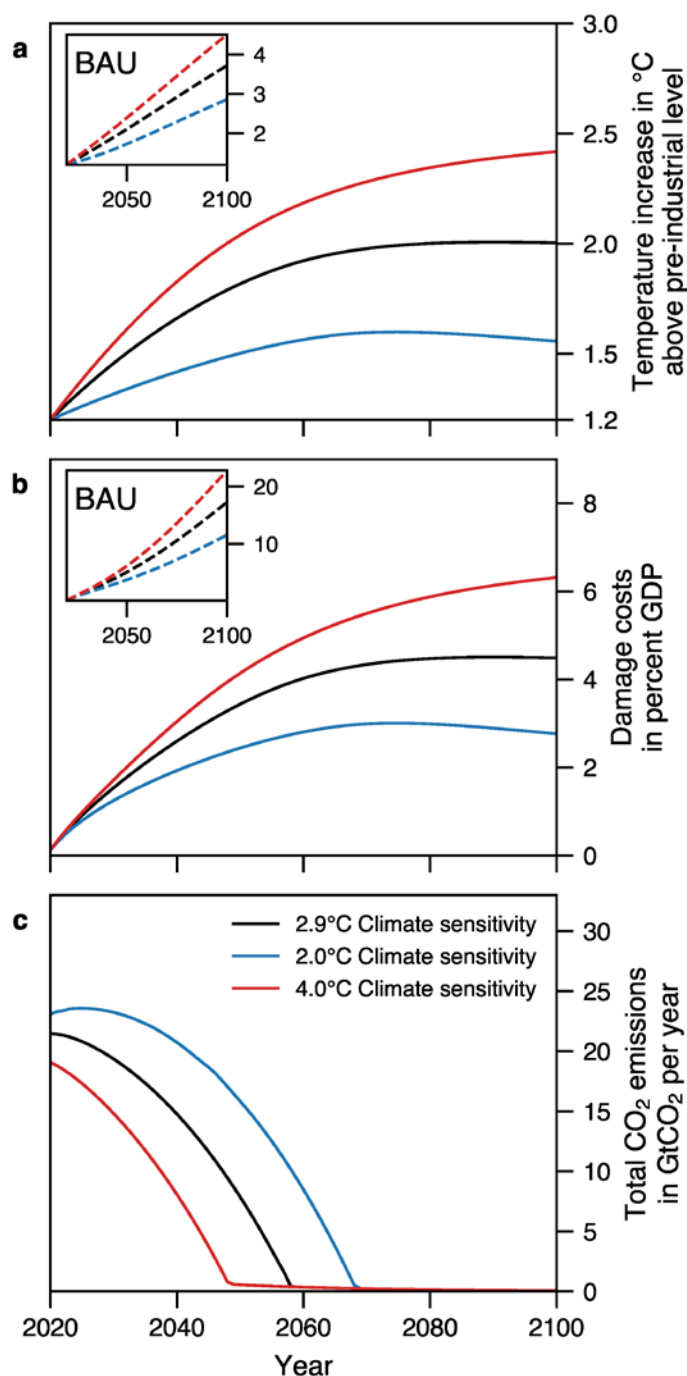 a
BAU
4
3
2
2050
2100
3.0
2.5
2.0
1.5
1.2
Temperature increase in °C
above pre-industrial level
b
BAU
20
10
2050
2100
8
6
4
2
0
Damage costs
in percent GDP
c
2.9°C Climate sensitivity
2.0°C Climate sensitivity
4.0°C Climate sensitivity
30
25
20
15
10
5
0
Total CO₂ emissions
in GtCO₂ per year
2020
2040
2060
2080
2100
Year